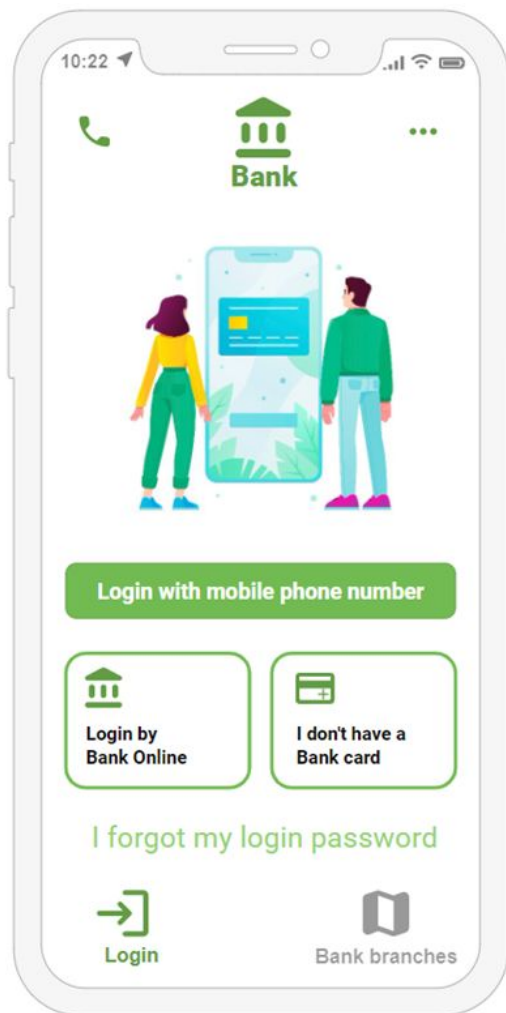 10:22
Bank
Login with mobile phone number
Login by
Bank Online
I don't have a
Bank card
I forgot my login password
Login
Bank branches